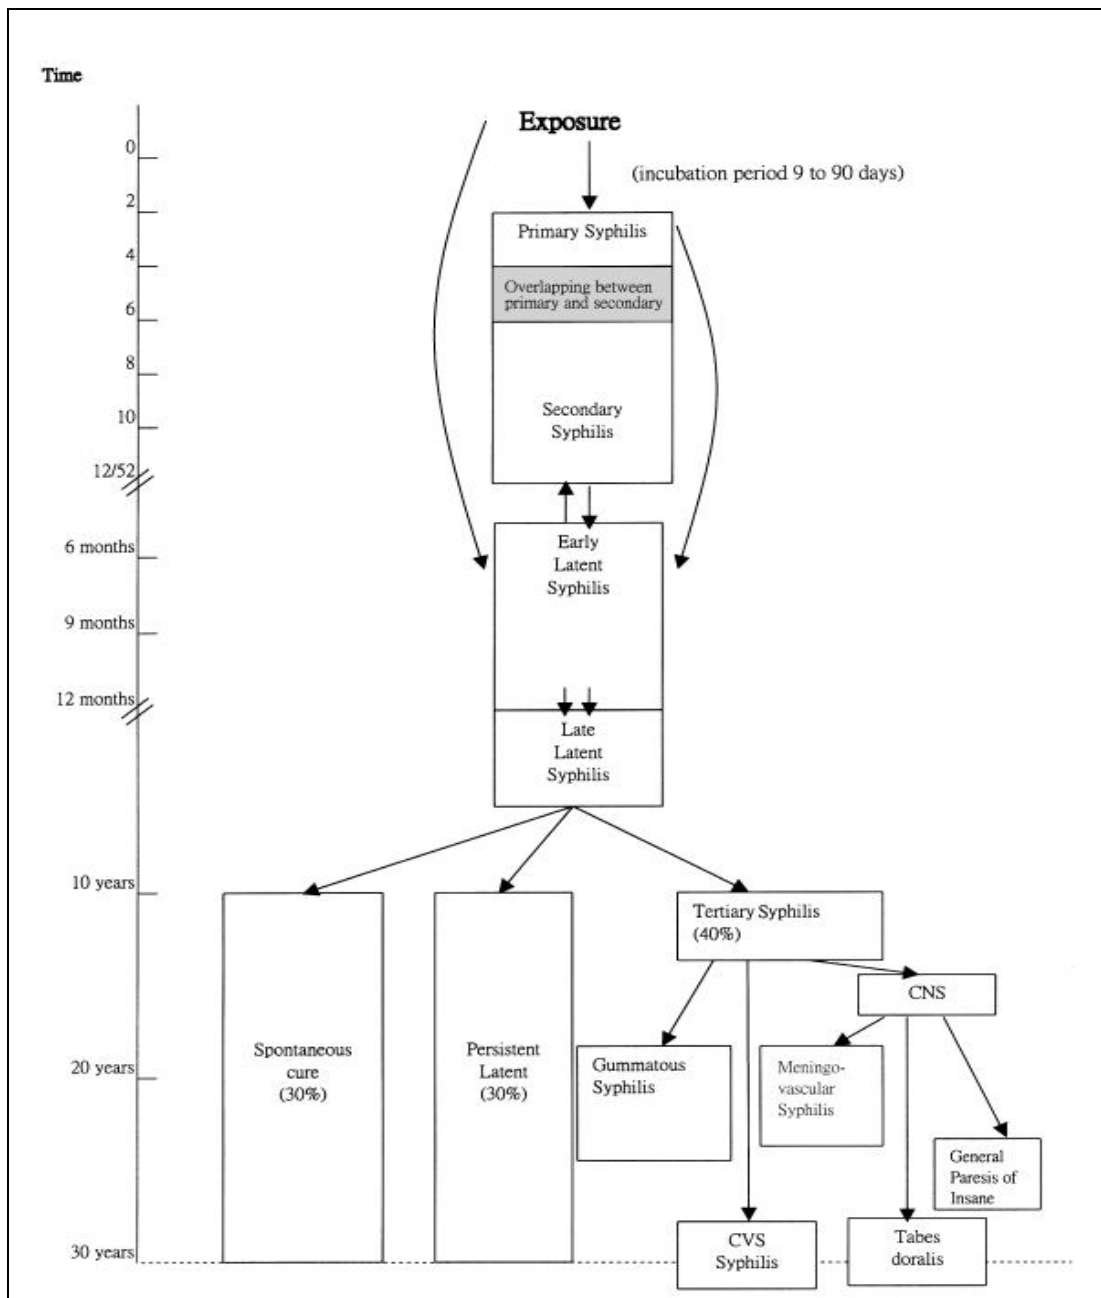 Time
Exposure
0
(incubation period 9 to 90 days)
2
Primary Syphilis
4
Overlapping between
primary and secondary
6
8
Secondary
Syphilis
10
12/52
6 months
Early
Latent
Syphilis
9 months
12 months
Late
Latent
Syphilis
10 years
Tertiary Syphilis
(40%)
CNS
Spontaneous
cure
(30%)
Persistent
Latent
(30%)
20 years
Gummatous
Syphilis
Meningo-
vascular
Syphilis
General
Paresis of
Insane
30 years
CVS
Syphilis
Tabes
doralis